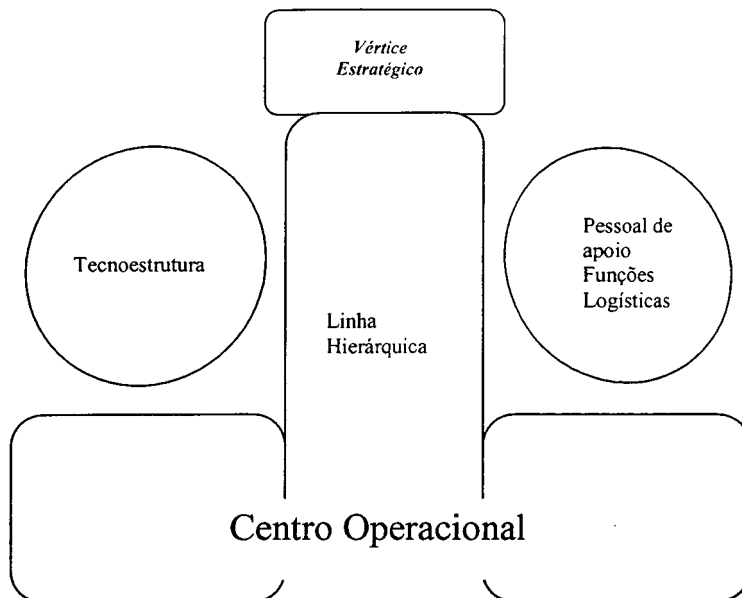 Vértice
Estratégico
Tecnoestrutura
Pessoal de
apoio
Funções
Logísticas
Linha
Hierárquica
Centro Operacional